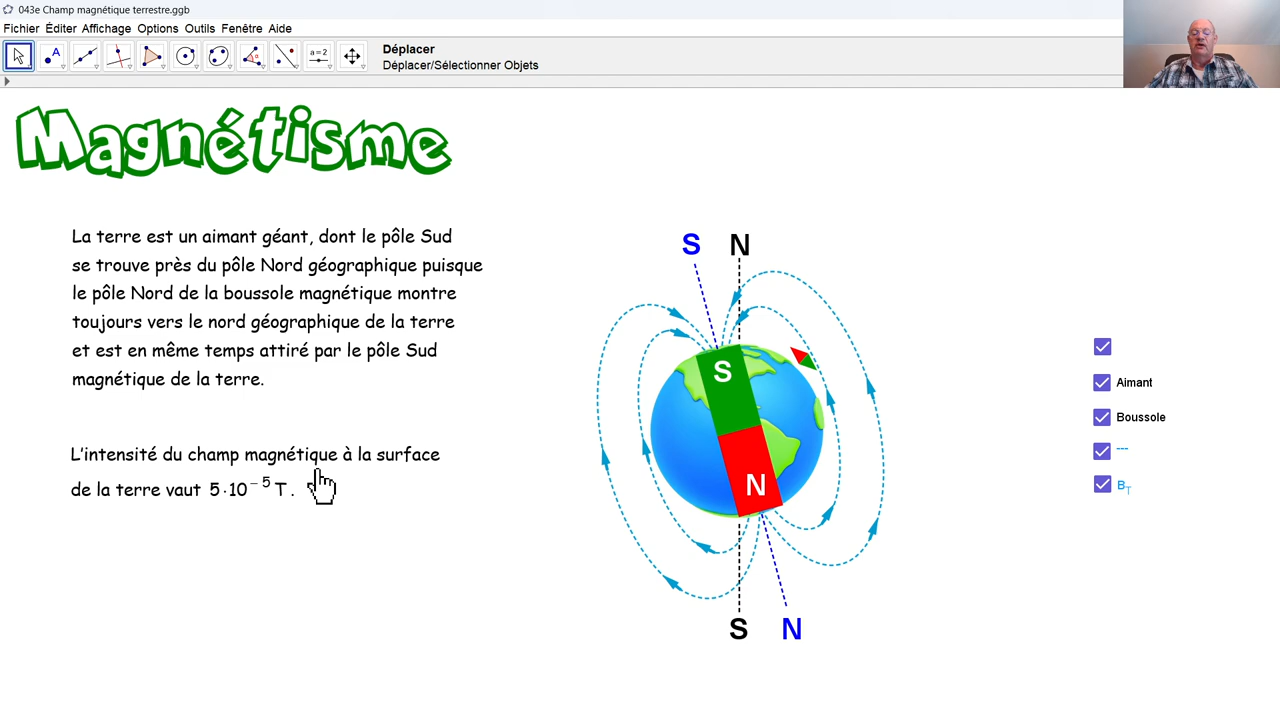 043e Champ magnétique terrestre.ggb
Fichier Éditer Affichage Options Outils Fenêtre Aide
A
a=2
Déplacer
Déplacer/Sélectionner Objets
Magnétisme
La terre est un aimant géant, dont le pôle Sud
se trouve près du pôle Nord géographique puisque
le pôle Nord de la boussole magnétique montre
toujours vers le nord géographique de la terre
et est en même temps attiré par le pôle Sud
magnétique de la terre.
L'intensité du champ magnétique à la surface
de la terre vaut 5·10⁻⁵ T.
S N
S
N
S N
Aimant
Boussole
---
B_T